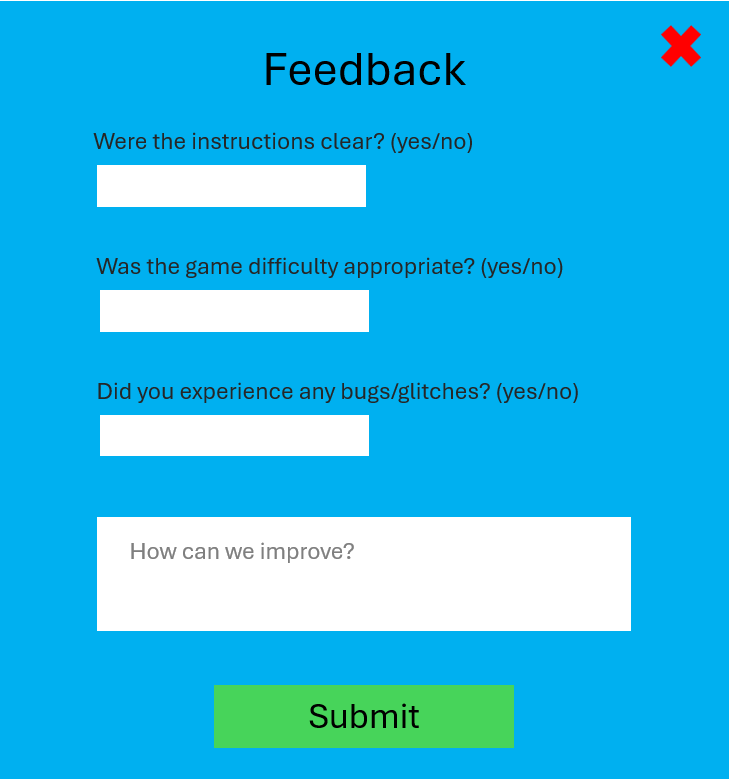 Feedback
Were the instructions clear? (yes/no)
Was the game difficulty appropriate? (yes/no)
Did you experience any bugs/glitches? (yes/no)
How can we improve?
Submit